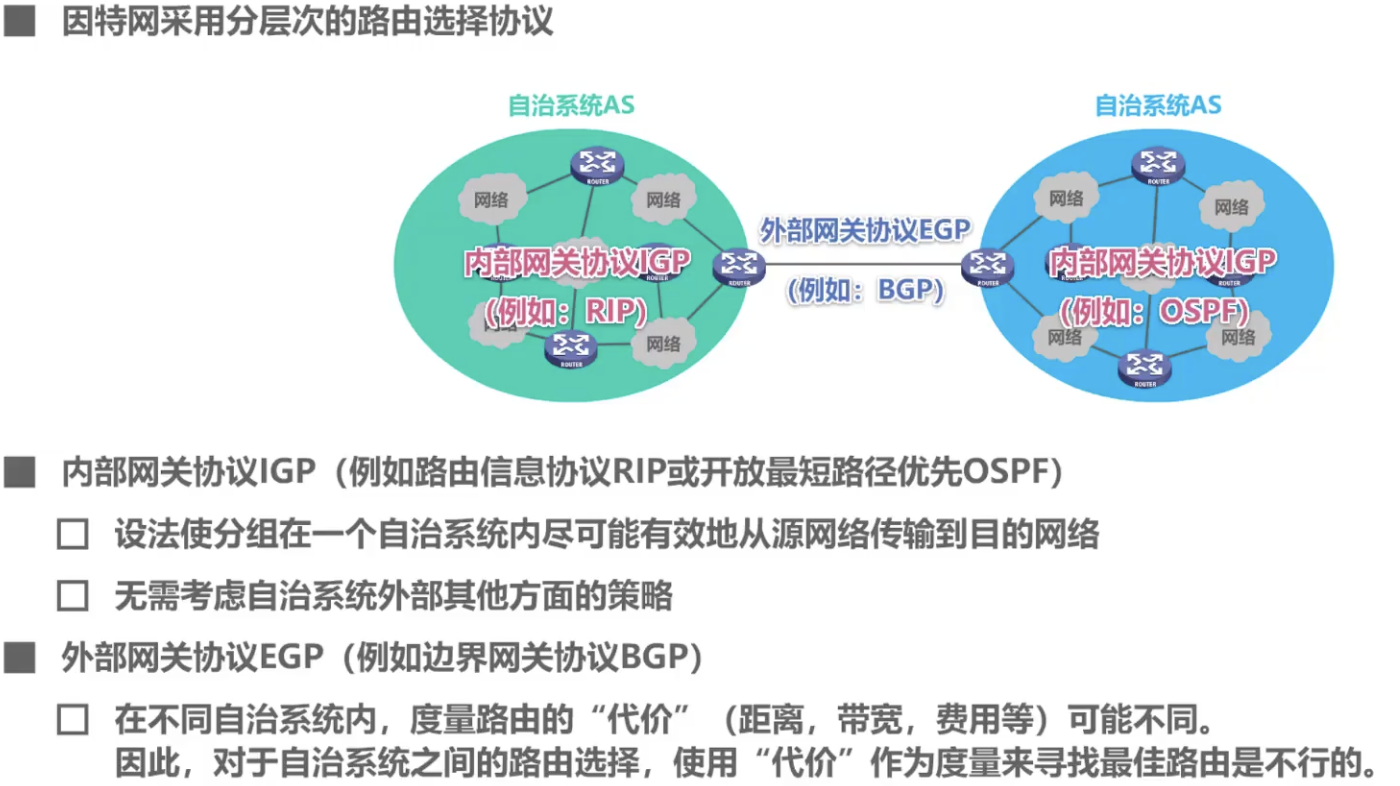 因特网采用分层次的路由选择协议
自治系统AS
自治系统AS
ROUTER
ROUTER
网络
网络
网络
网络
外部网关协议EGP
内部网关协议IGP
ROUTER
ROUTER
ROUTER
内部网关协议IGP
ROUTER
(例如：BGP)
(例如：RIP)
(例如：OSPF)
网络
网络
网络
网络
ROUTER
ROUTER
内部网关协议IGP（例如路由信息协议RIP或开放最短路径优先OSPF）
设法使分组在一个自治系统内尽可能有效地从源网络传输到目的网络
无需考虑自治系统外部其他方面的策略
外部网关协议EGP（例如边界网关协议BGP）
在不同自治系统内，度量路由的“代价”（距离，带宽，费用等）可能不同。
因此，对于自治系统之间的路由选择，使用“代价”作为度量来寻找最佳路由是不行的。